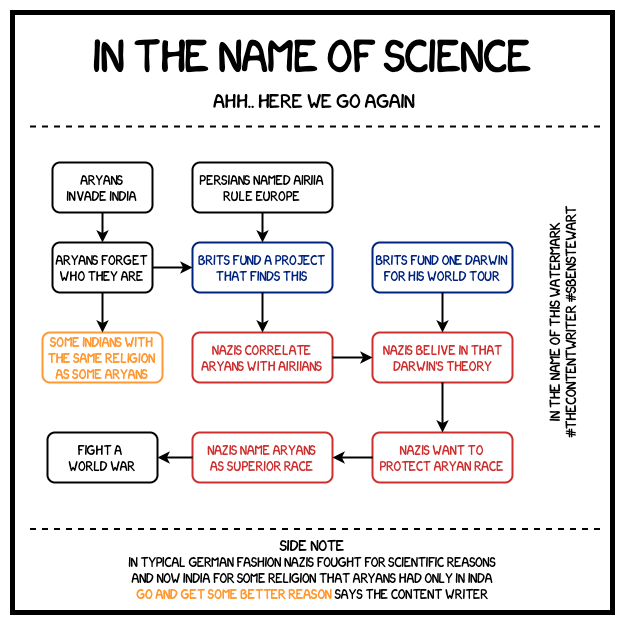 IN THE NAME OF SCIENCE
AHH.. HERE WE GO AGAIN
ARYANS
INVADE INDIA
PERSIANS NAMED AIRIIA
RULE EUROPE
ARYANS FORGET
WHO THEY ARE
BRITS FUND A PROJECT
THAT FINDS THIS
BRITS FUND ONE DARWIN
FOR HIS WORLD TOUR
SOME INDIANS WITH
THE SAME RELIGION
AS SOME ARYANS
NAZIS CORRELATE
ARYANS WITH AIRIIANS
NAZIS BELIVE IN THAT
DARWIN'S THEORY
FIGHT A
WORLD WAR
NAZIS NAME ARYANS
AS SUPERIOR RACE
NAZIS WANT TO
PROTECT ARYAN RACE
IN THE NAME OF THIS WATERMARK
#THECONTENTWRITER #SBENSTEWART
SIDE NOTE
IN TYPICAL GERMAN FASHION NAZIS FOUGHT FOR SCIENTIFIC REASONS
AND NOW INDIA FOR SOME RELIGION THAT ARYANS HAD ONLY IN INDA
GO AND GET SOME BETTER REASON SAYS THE CONTENT WRITER